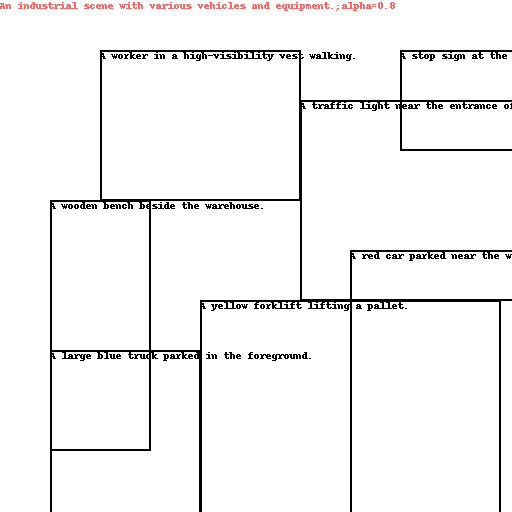 An industrial scene with various vehicles and equipment.;alpha=0.8
A worker in a high-visibility vest walking.
A stop sign at the
A traffic light near the entrance of
A wooden bench beside the warehouse.
A red car parked near the w
A yellow forklift lifting a pallet.
A large blue truck parked in the foreground.